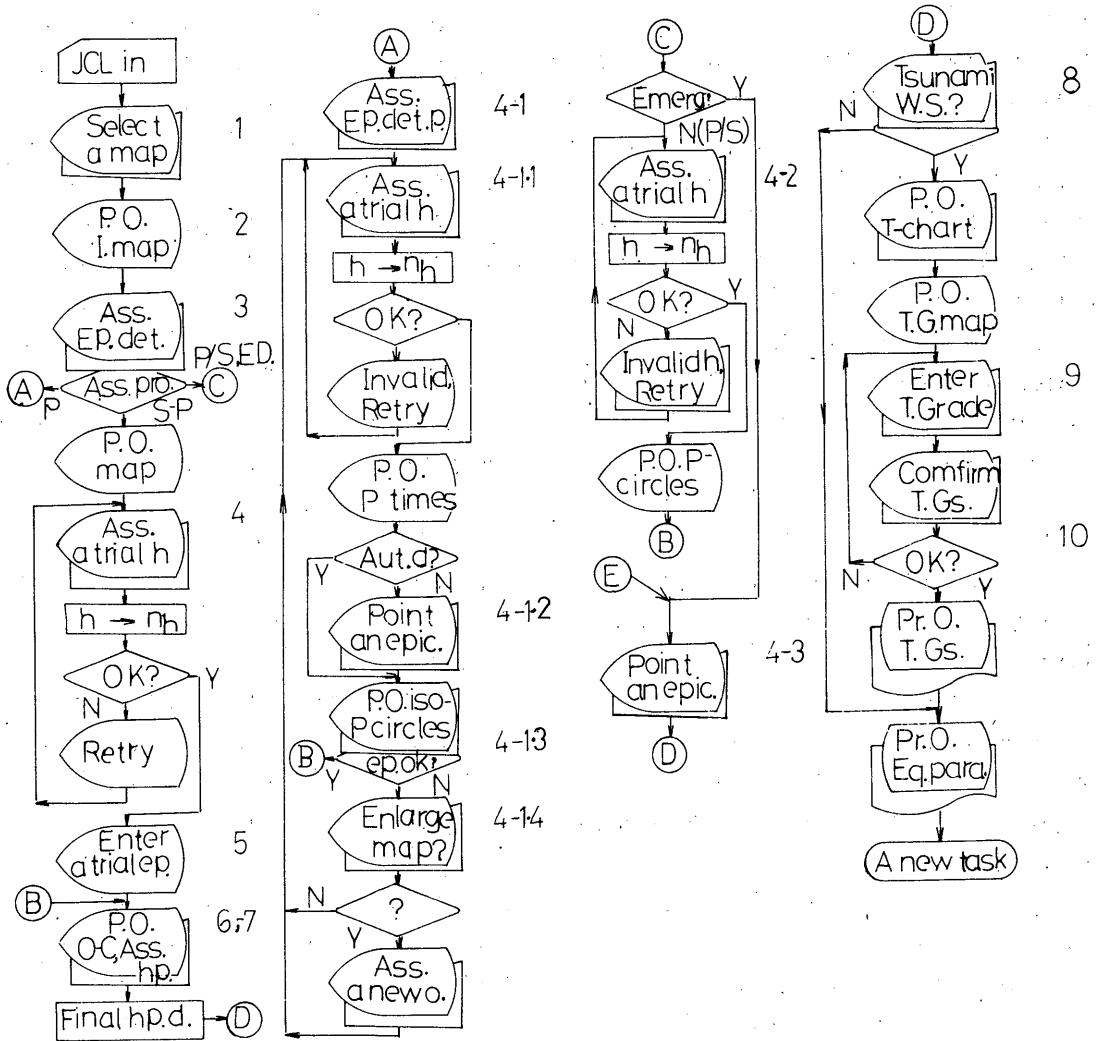 JCL in
Select
a map
1
P.O.
I.map
2
Ass.
EP.det.
3
P/S,ED.
A
Ass. pro.
C
P
S-P
P.O.
map
Ass.
a trial h
4
h → nh
OK?
Y
N
Retry
Enter
a trial ep.
5
B
P.O.
O-C, Ass.
hp.
6,7
Final hp.d.
D
A
Ass.
EP.det.p.
4-1
Ass.
a trial h
4-1·1
h → nh
OK?
Invalid,
Retry
P.O.
P times
Aut.d?
Y
N
Point
an epic.
4-1·2
P.O.iso-
P circles
4-1·3
B
ep.ok?
Y
N
Enlarge
map?
4-1·4
N
?
Y
Ass.
a new o.
C
Emerg.
Y
N(P/S)
Ass.
a trial h
4-2
h → nh
OK?
Y
N
Invalid h,
Retry
P.O.P-
circles
B
E
Point
an epic.
4-3
D
D
Tsunami
W.S.?
8
N
Y
P.O.
T-chart
P.O.
T.G.map
Enter
T.Grade
9
Comfirm
T.Gs.
OK?
10
N
Y
Pr.O.
T.Gs.
Pr.O.
Eq.para.
A new task